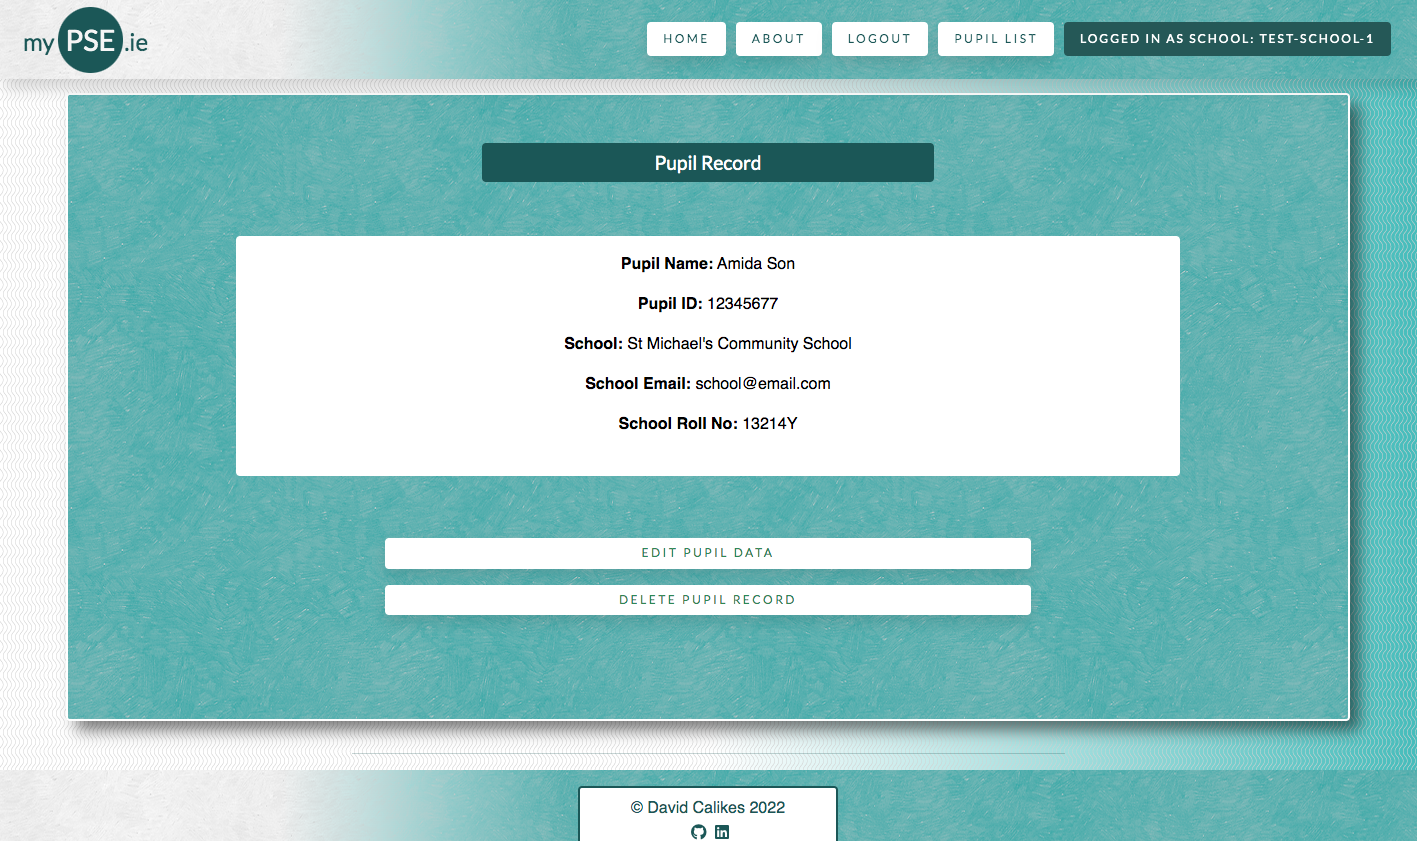 my PSE .ie
HOME ABOUT LOGOUT PUPIL LIST LOGGED IN AS SCHOOL: TEST-SCHOOL-1
Pupil Record
Pupil Name: Amida Son
Pupil ID: 12345677
School: St Michael's Community School
School Email: school@email.com
School Roll No: 13214Y
EDIT PUPIL DATA
DELETE PUPIL RECORD
© David Calikes 2022